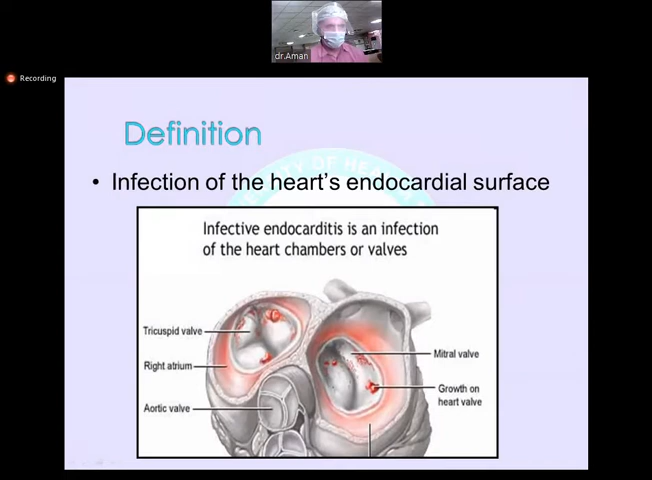 dr.Aman
Recording
Definition
• Infection of the heart's endocardial surface
Infective endocarditis is an infection
of the heart chambers or valves
Tricuspid valve
Right atrium
Aortic valve
Mitral valve
Growth on
heart valve